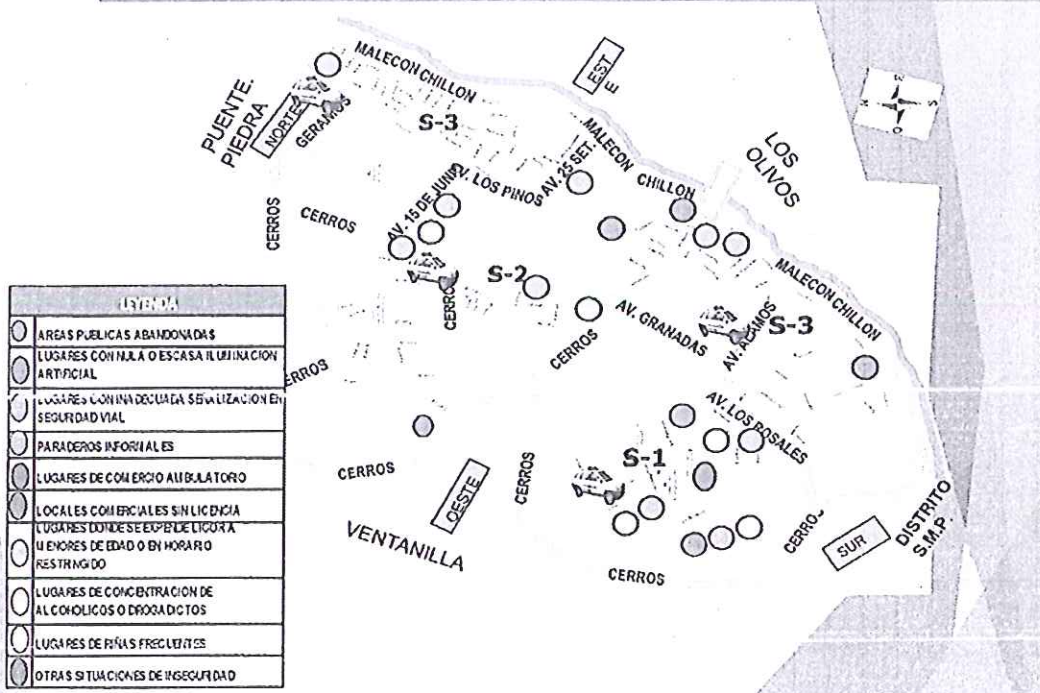 MALECON CHILLON
ESTE
PUENTE.
PIEDRA
NORTE
GERAMOS
S-3
MALECON
CHILLON
LOS
OLIVOS
E
N
S
O
AV. LOS PINOS
AV. 25 SET.
AV. 15 DE JUNIO
CERROS
CERROS
S-2
CERROS
MALECON CHILLON
AV. GRANADAS
S-3
AV. ALAMOS
CERROS
ERROS
AV. LOS ROSALES
S-1
CERROS
OESTE
CERROS
VENTANILLA
CERROS
CERROS
SUR
DISTRITO
S.M.P.
LEYENDA
AREAS PUBLICAS ABANDONADAS
LUGARES CON NULA O ESCASA ILUMINACION
ARTIFICIAL
LUGARES CON INADECUADA SEÑALIZACION EN
SEGURIDAD VIAL
PARADEROS INFORMALES
LUGARES DE COMERCIO AMBULATORIO
LOCALES COMERCIALES SIN LICENCIA
LUGARES DONDE SE EXPENDE LICOR A
MENORES DE EDAD O EN HORARIO
RESTRINGIDO
LUGARES DE CONCENTRACION DE
ALCOHOLICOS O DROGADICTOS
LUGARES DE RIÑAS FRECUENTES
OTRAS SITUACIONES DE INSEGURIDAD